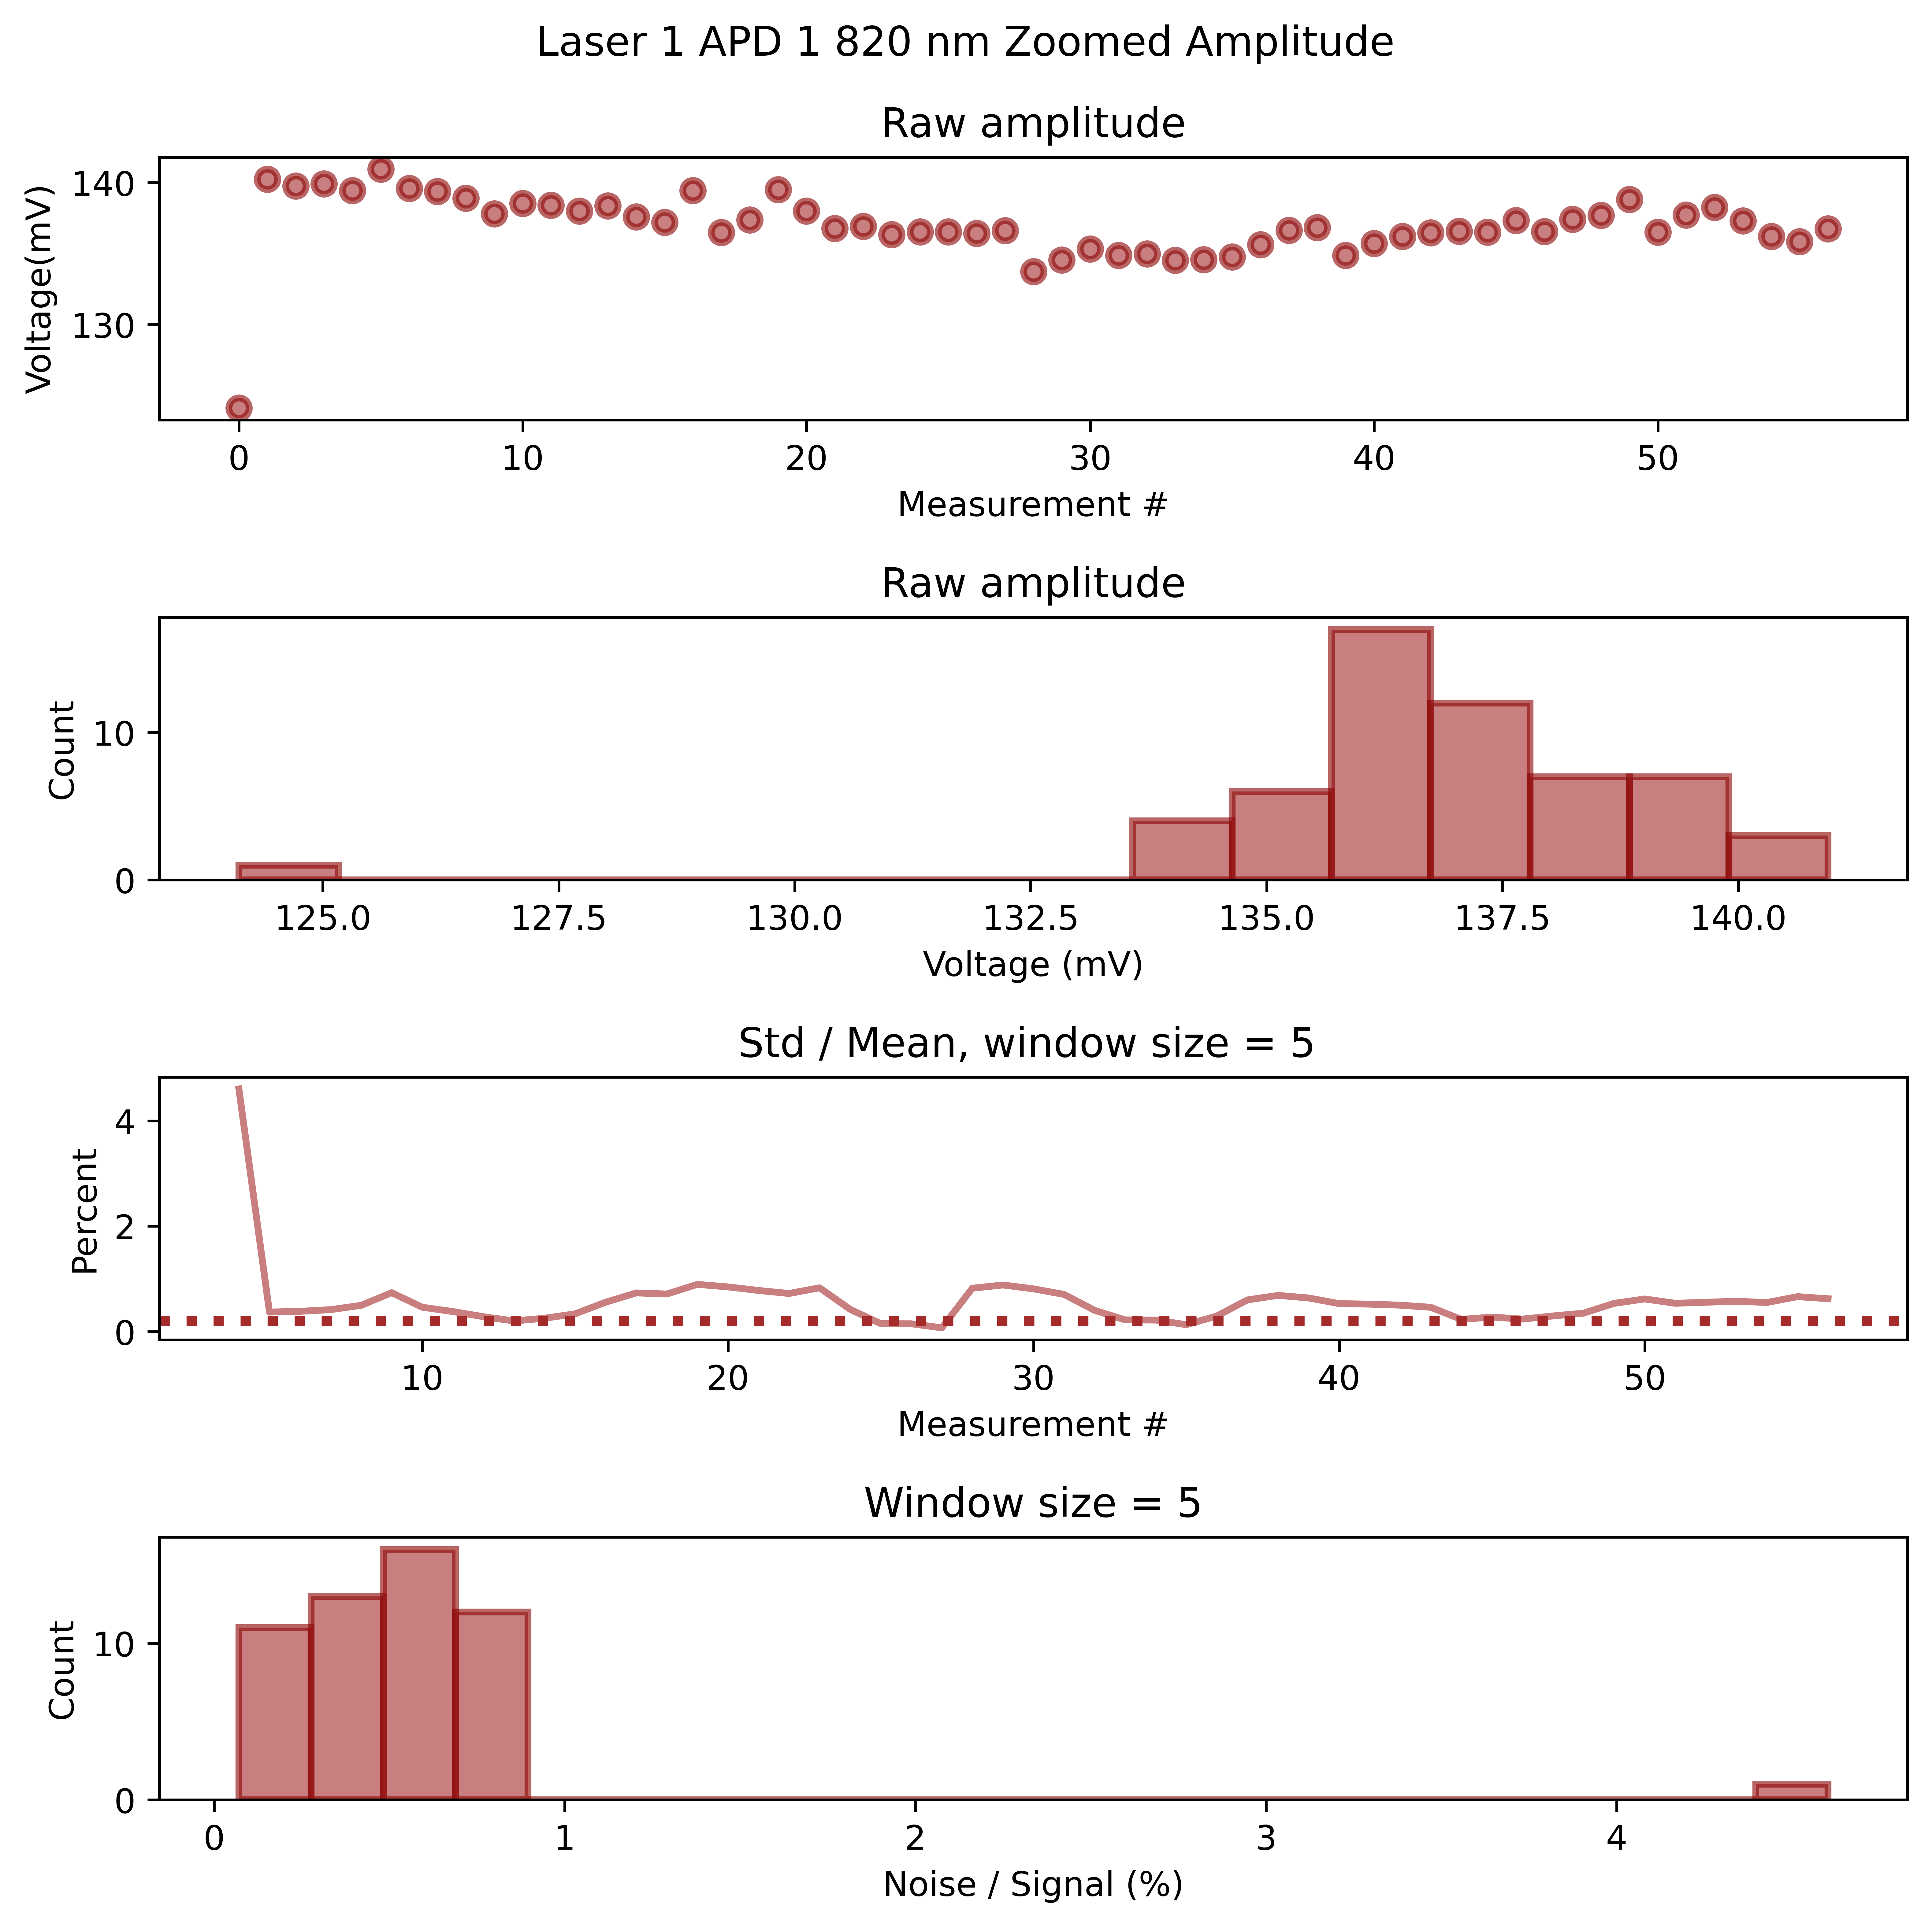 Laser 1 APD 1 820 nm Zoomed Amplitude
Raw amplitude
Voltage(mV)
140
130
0 10 20 30 40 50
Measurement #
Raw amplitude
Count
10
0
125.0 127.5 130.0 132.5 135.0 137.5 140.0
Voltage (mV)
Std / Mean, window size = 5
Percent
4
2
0
10 20 30 40 50
Measurement #
Window size = 5
Count
10
0
0 1 2 3 4
Noise / Signal (%)